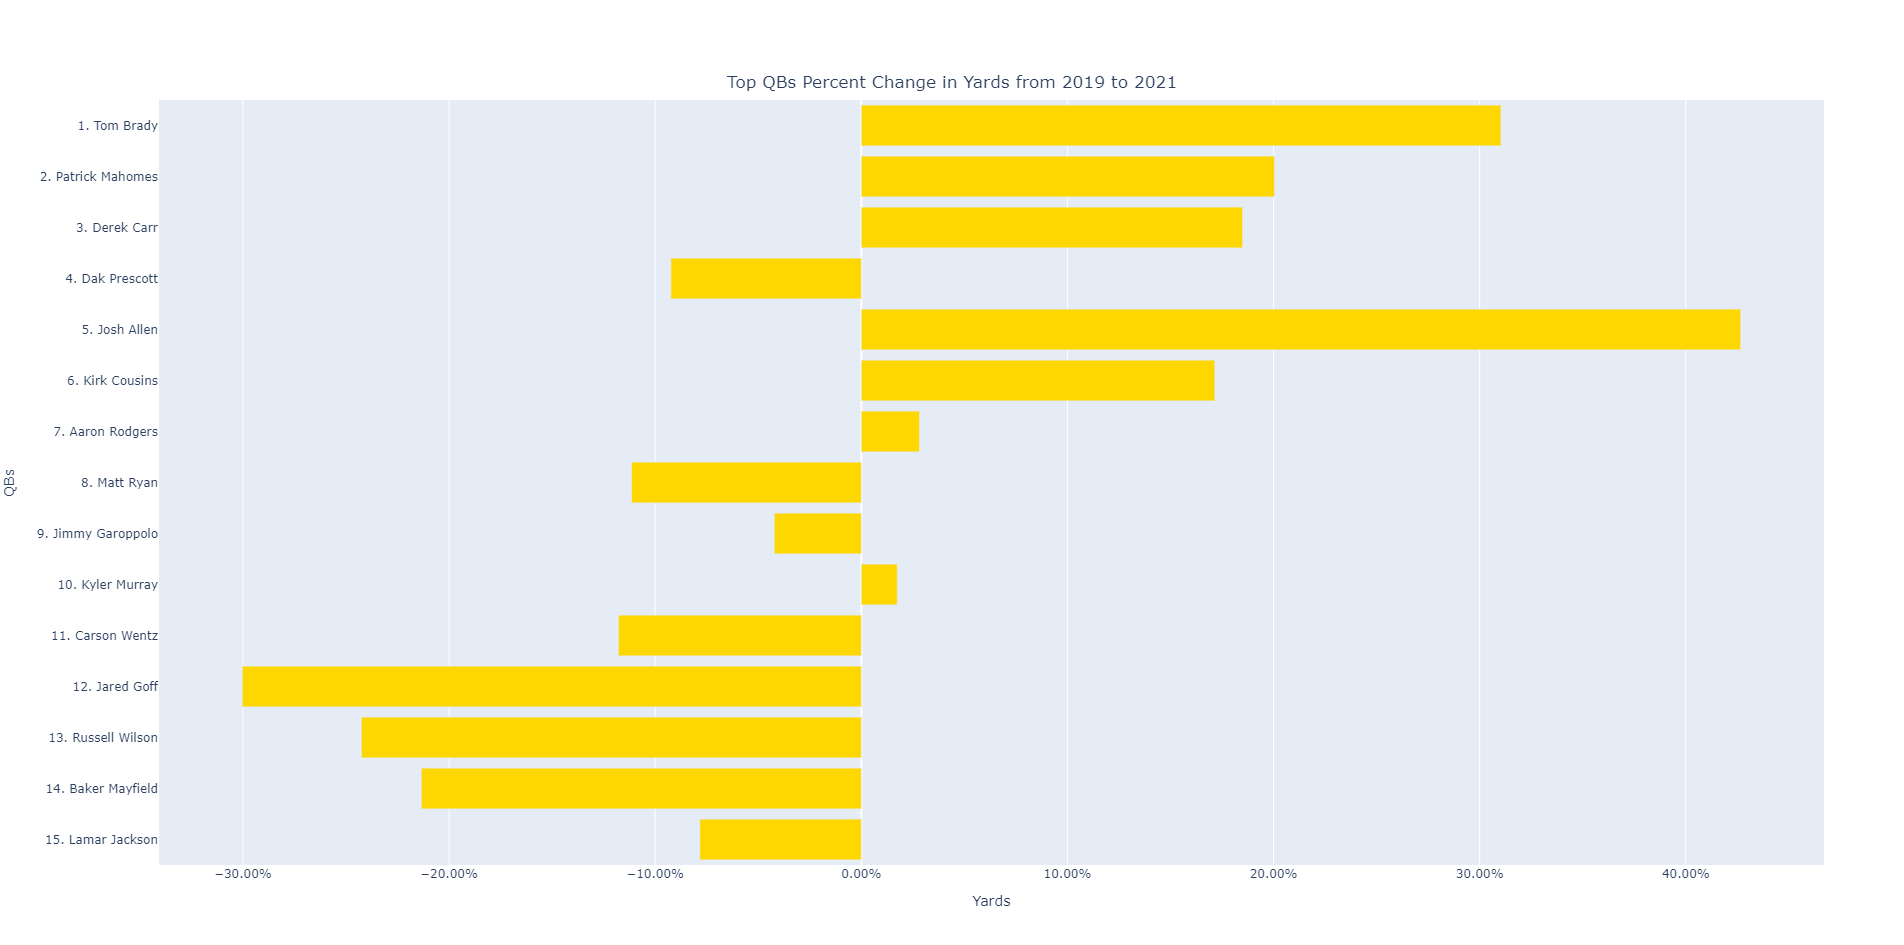 Top QBs Percent Change in Yards from 2019 to 2021
1. Tom Brady
2. Patrick Mahomes
3. Derek Carr
4. Dak Prescott
5. Josh Allen
6. Kirk Cousins
7. Aaron Rodgers
8. Matt Ryan
9. Jimmy Garoppolo
10. Kyler Murray
11. Carson Wentz
12. Jared Goff
13. Russell Wilson
14. Baker Mayfield
15. Lamar Jackson
QBs
−30.00% −20.00% −10.00% 0.00% 10.00% 20.00% 30.00% 40.00%
Yards